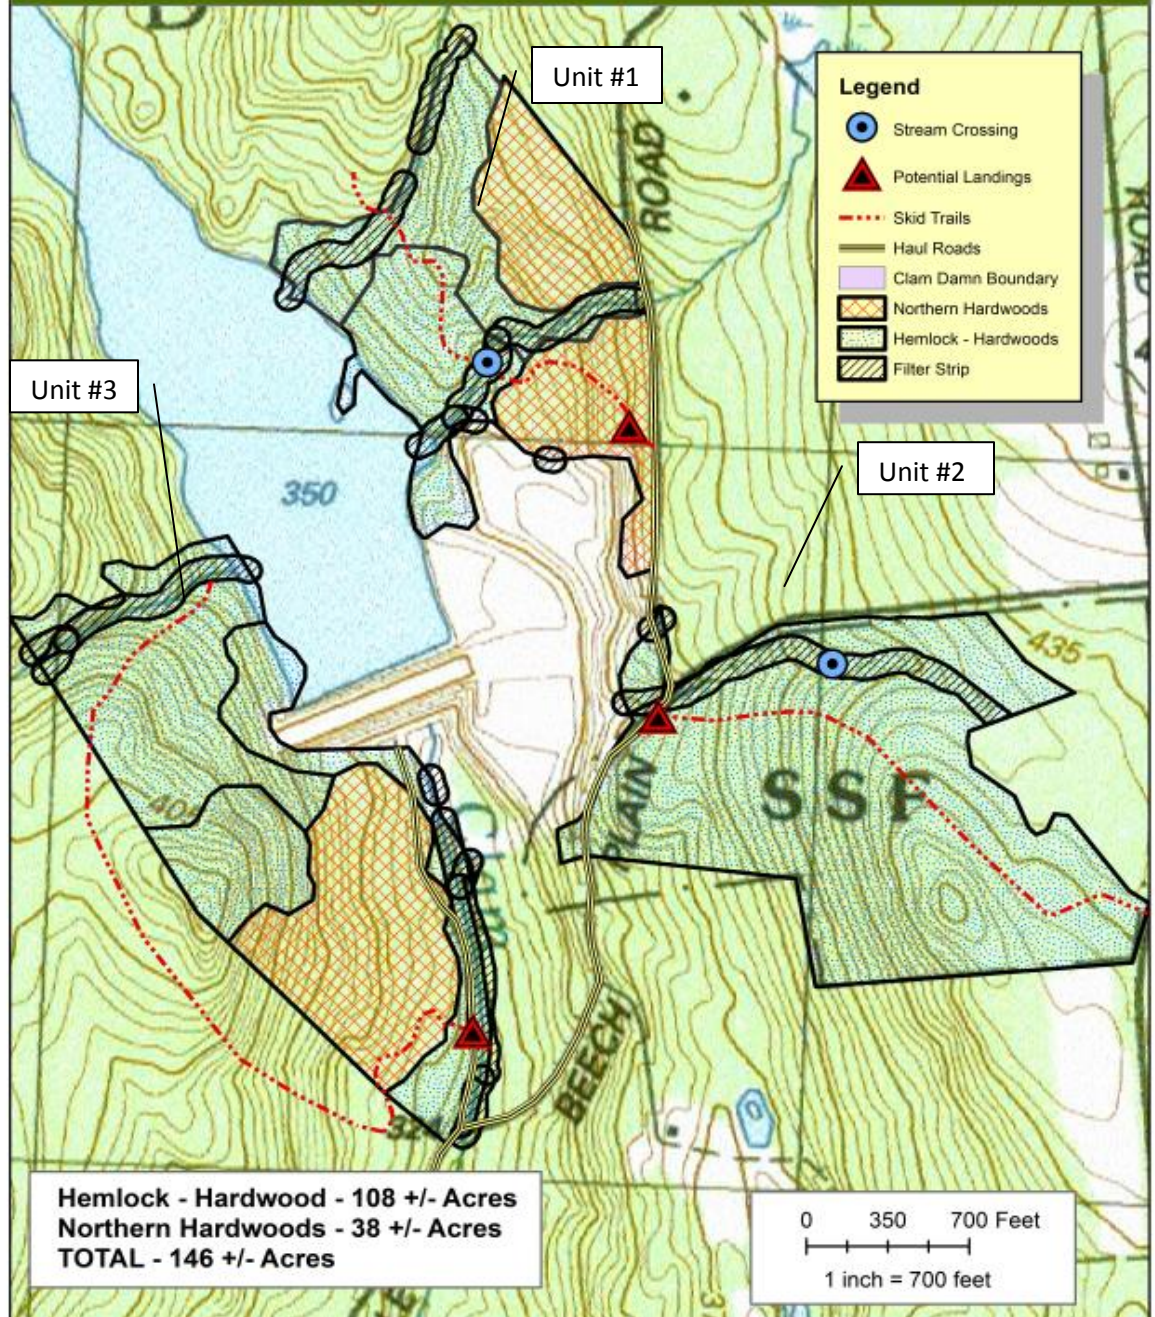 D
Unit #1
ROAD
ROAD
Legend
Stream Crossing
Potential Landings
Skid Trails
Haul Roads
Clam Damn Boundary
Northern Hardwoods
Hemlock - Hardwoods
Filter Strip
Unit #3
Unit #2
350
435
S S F
PLAIN
Clam
BEECH
Hemlock - Hardwood - 108 +/- Acres
Northern Hardwoods - 38 +/- Acres
TOTAL - 146 +/- Acres
0 350 700 Feet
1 inch = 700 feet